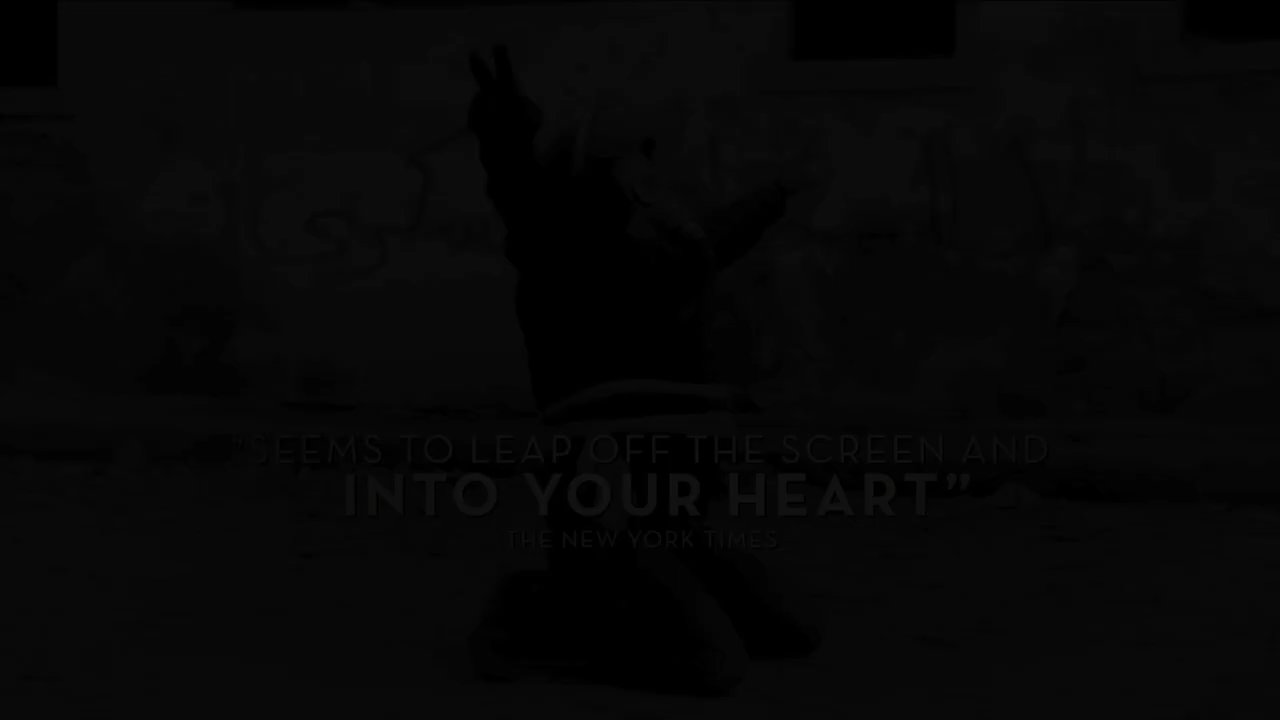 "SEEMS TO LEAP OFF THE SCREEN AND
INTO YOUR HEART”
THE NEW YORK TIMES